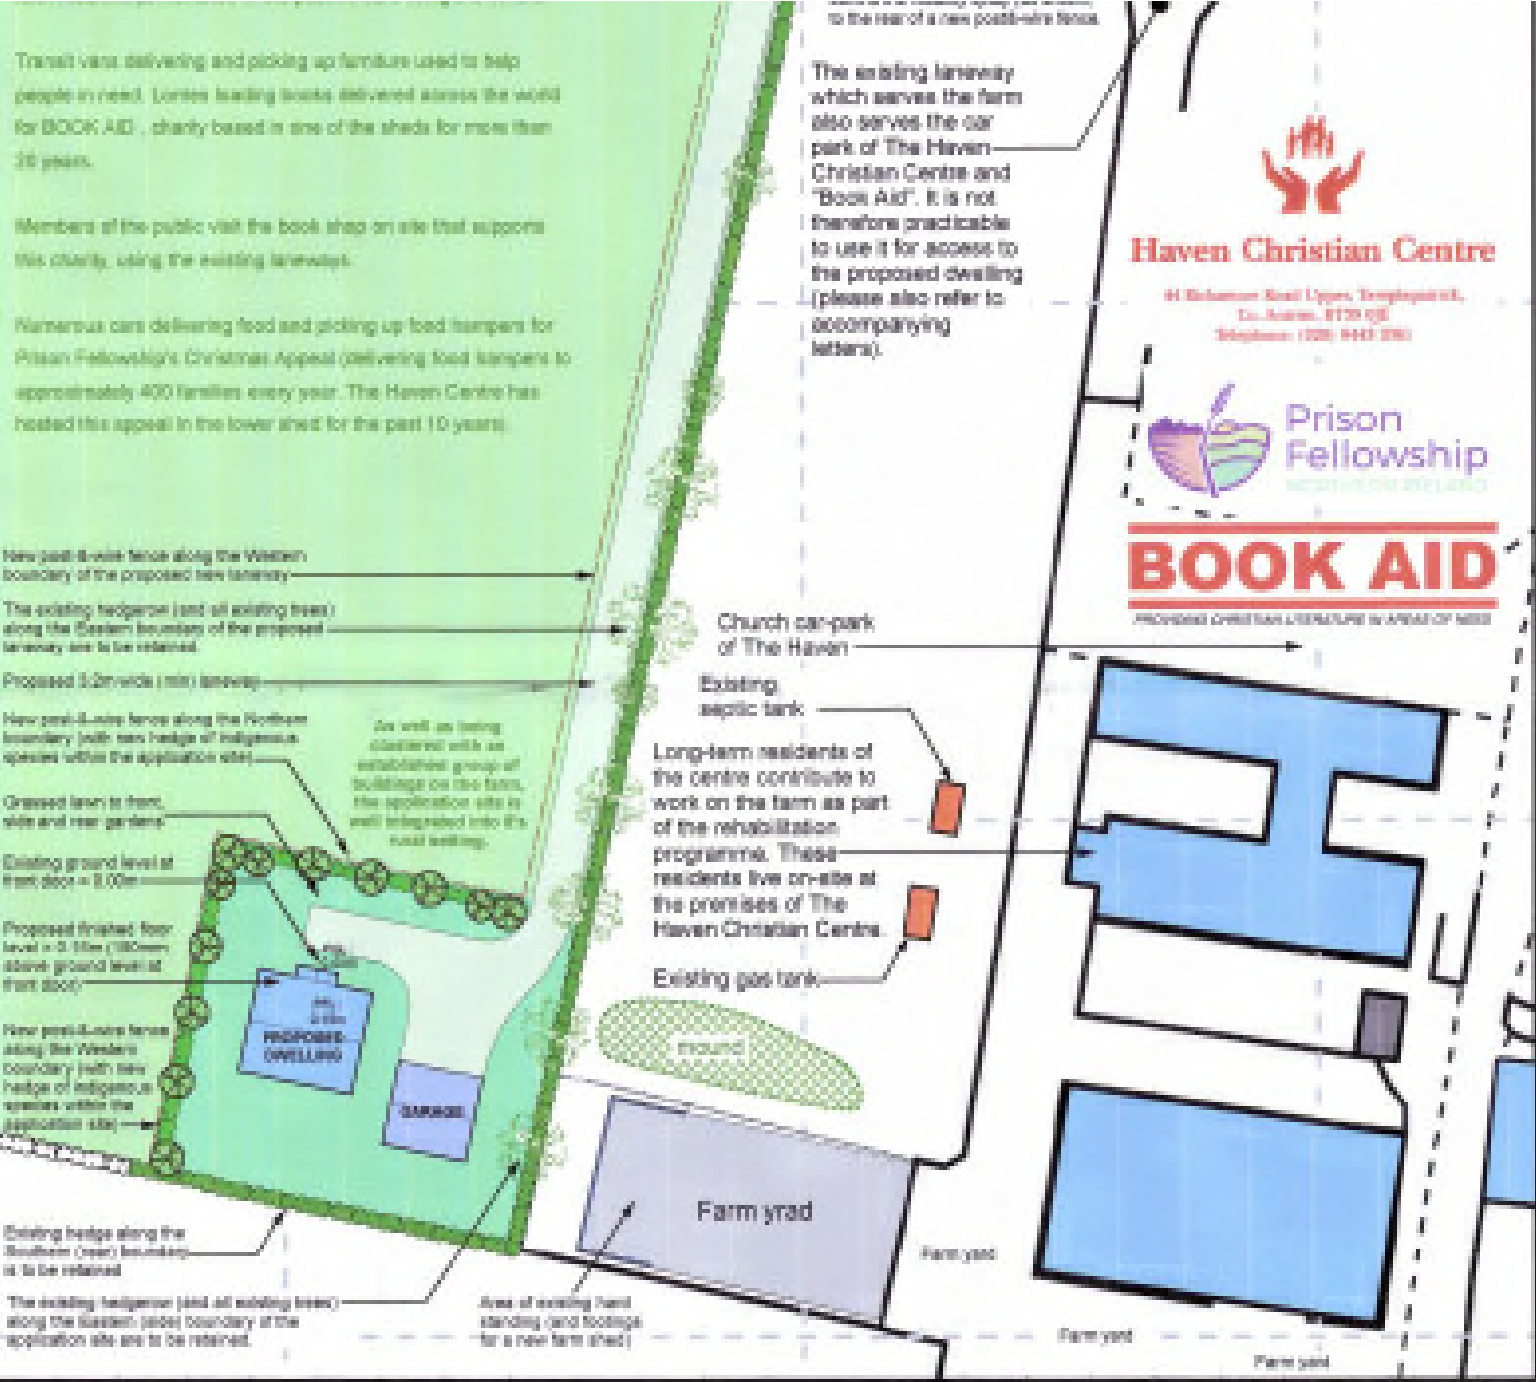 to the rear of a new post&-wire fence.
Transit vans delivering and picking up furniture used to help
people in need. Lorries loading books delivered across the world
for BOOK AID , charity based in one of the sheds for more than
20 years.
Members of the public visit the book shop on site that supports
this charity, using the existing laneways.
Numerous cars delivering food and picking up food hampers for
Prison Fellowship's Christmas Appeal (delivering food hampers to
approximately 400 families every year. The Haven Centre has
hosted this appeal in the lower shed for the past 10 years).
The existing laneway
which serves the farm
also serves the car
park of The Haven
Christian Centre and
"Book Aid". It is not
therefore practicable
to use it for access to
the proposed dwelling
(please also refer to
accompanying
letters).
Haven Christian Centre
Prison
Fellowship
NORTHERN IRELAND
BOOK AID
PROVIDING CHRISTIAN LITERATURE IN AREAS OF NEED
New post-&-wire fence along the Western
boundary of the proposed new laneway
The existing hedgerow (and all existing trees)
along the Eastern boundary of the proposed
laneway are to be retained.
Proposed 3.2m wide (min) laneway
New post-&-wire fence along the Northern
boundary (with new hedge of indigenous
species within the application site)
Grassed lawn to front,
side and rear gardens
Existing ground level at
front door = 0.00m
Proposed finished floor
above ground level at
front door)
New post-&-wire fence
along the Western
boundary (with new
hedge of indigenous
species within the
application site)
As well as being
clustered with an
established group of
buildings on the farm,
the application site is
well integrated into it's
rural setting.
PROPOSED
DWELLING
GARAGE
Church car-park
of The Haven
Existing
septic tank
Long-term residents of
the centre contribute to
work on the farm as part
of the rehabilitation
programme. These
residents live on-site at
the premises of The
Haven Christian Centre.
Existing gas tank
mound
Farm yrad
Farm yard
Farm yard
Farm yard
Existing hedge along the
Southern (rear) boundary
is to be retained
The existing hedgerow (and all existing trees)
along the Eastern (side) boundary of the
application site are to be retained.
Area of existing hard
standing (and footings
for a new farm shed)